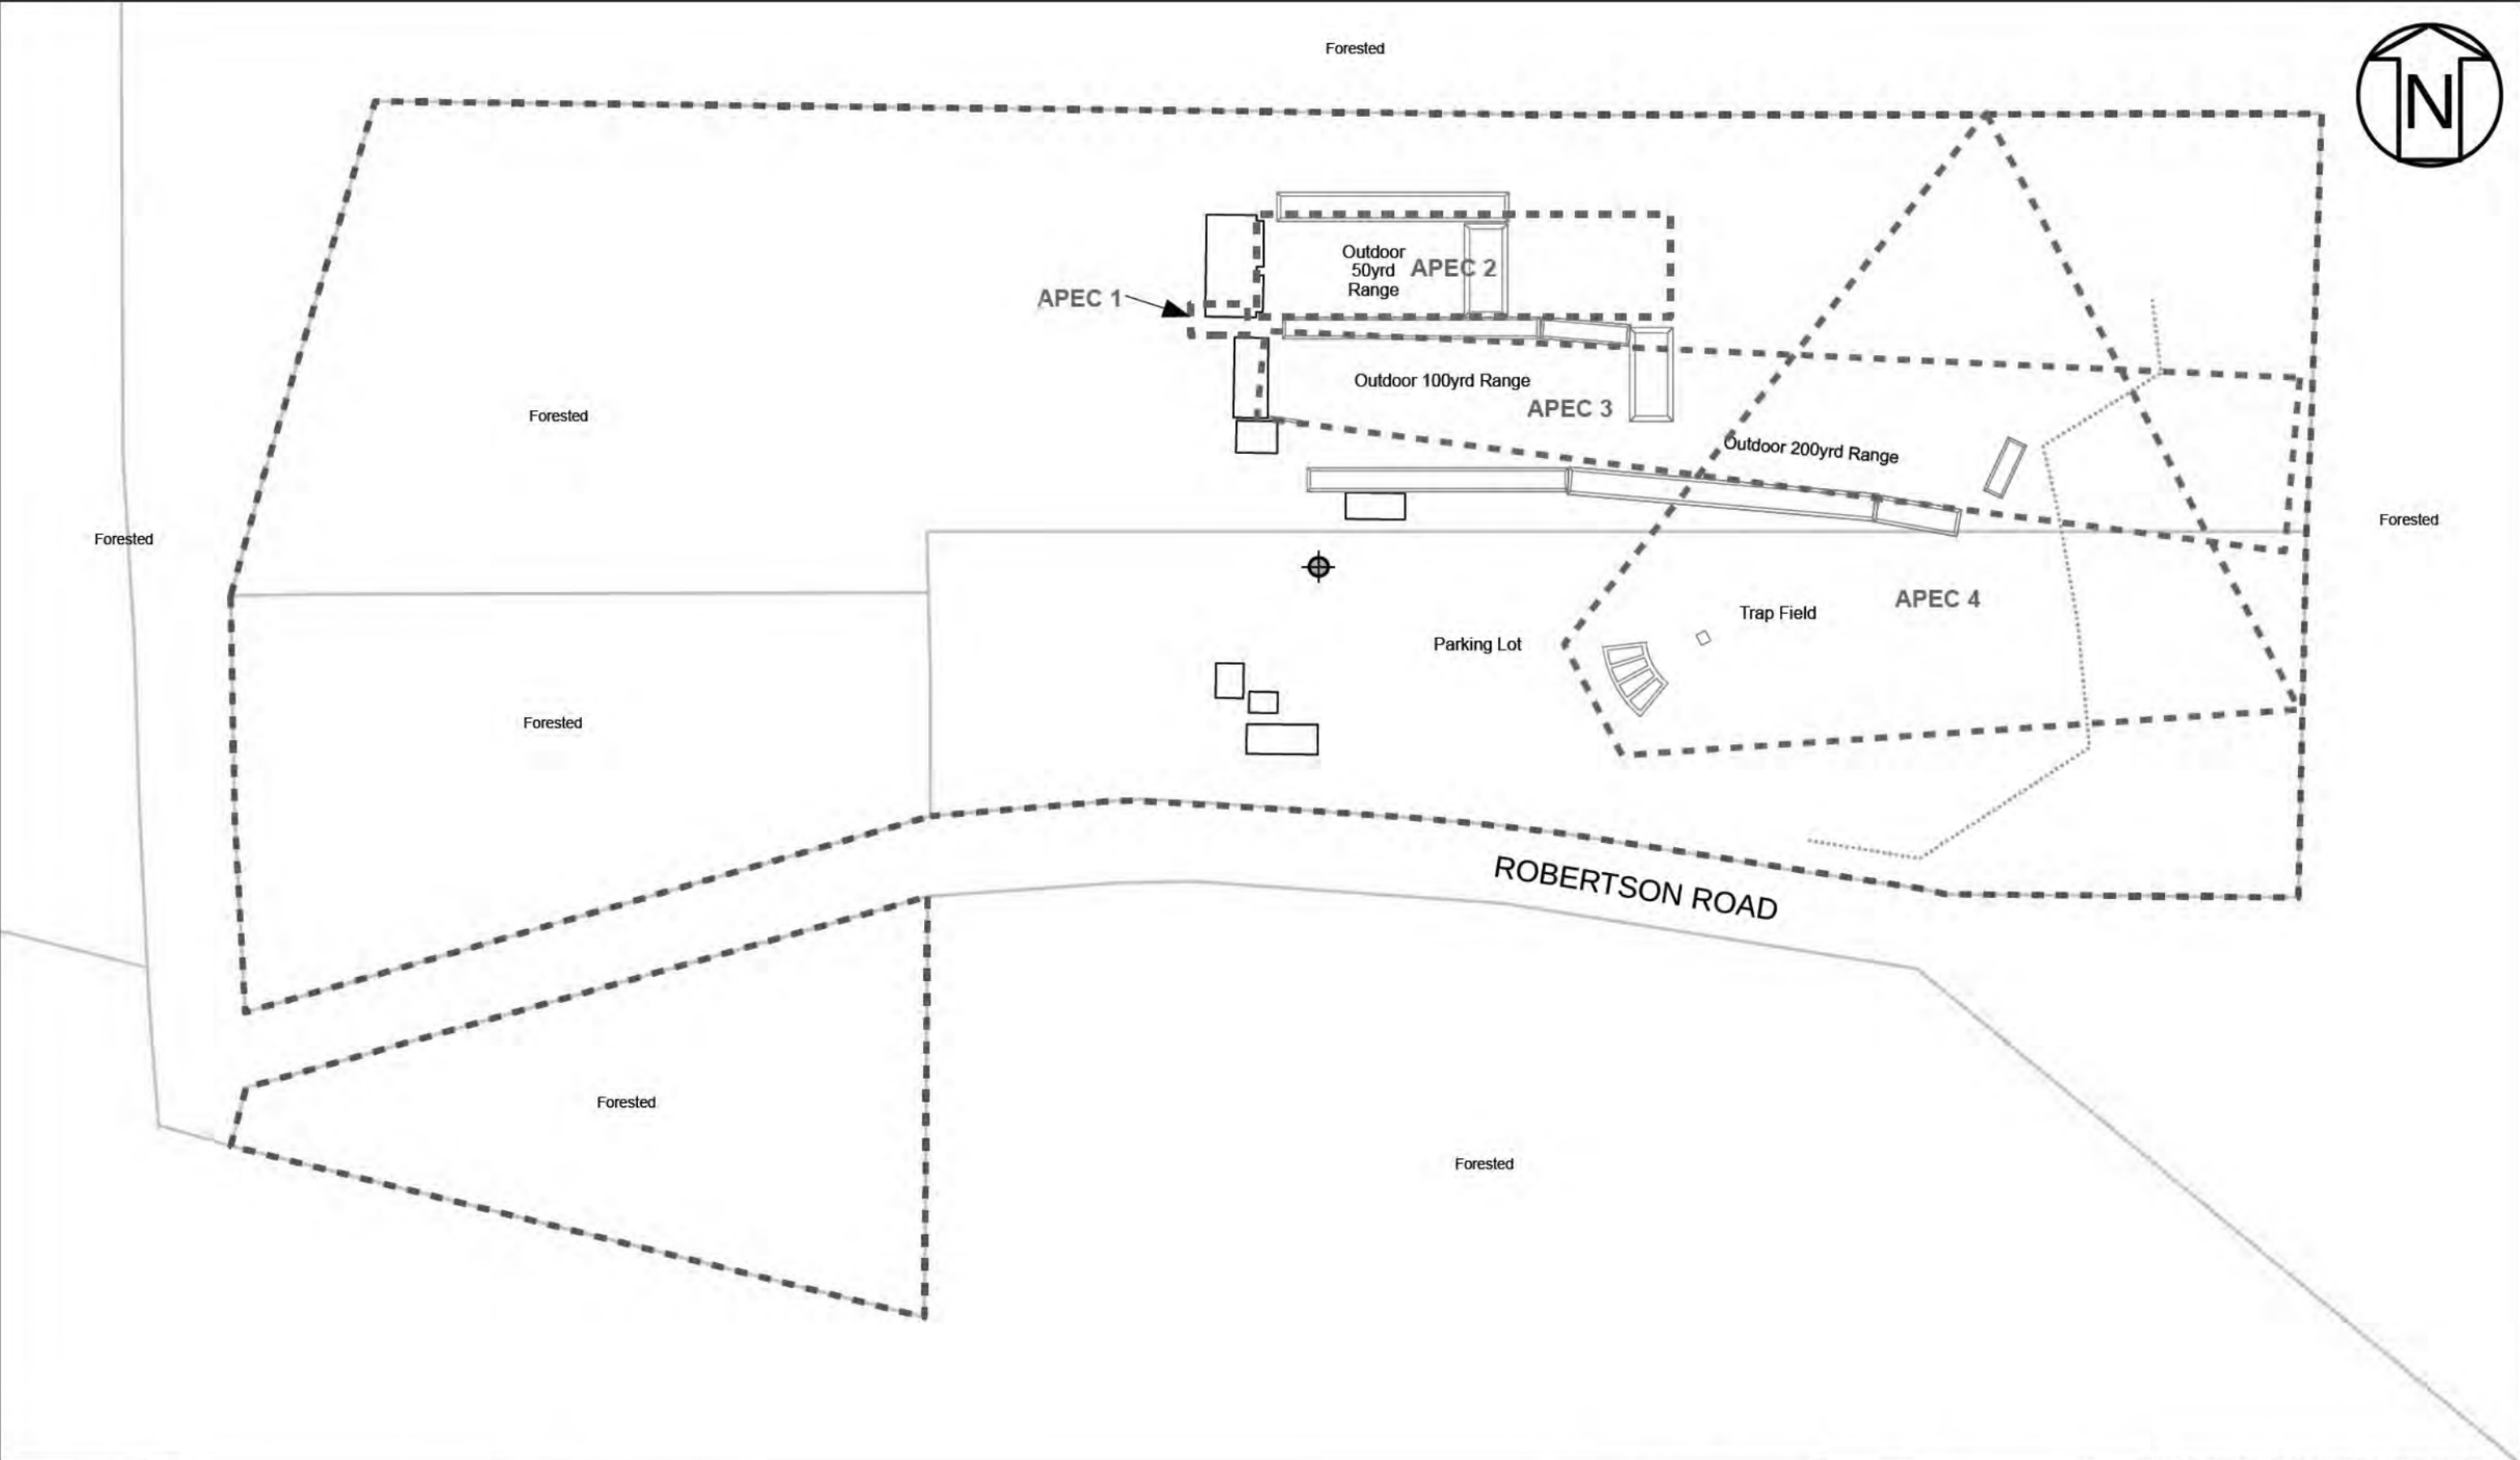 Forested
N
Outdoor
50yrd
Range
APEC 2
APEC 1
Outdoor 100yrd Range
APEC 3
Forested
Outdoor 200yrd Range
Forested
Forested
APEC 4
Trap Field
Parking Lot
Forested
ROBERTSON ROAD
Forested
Forested